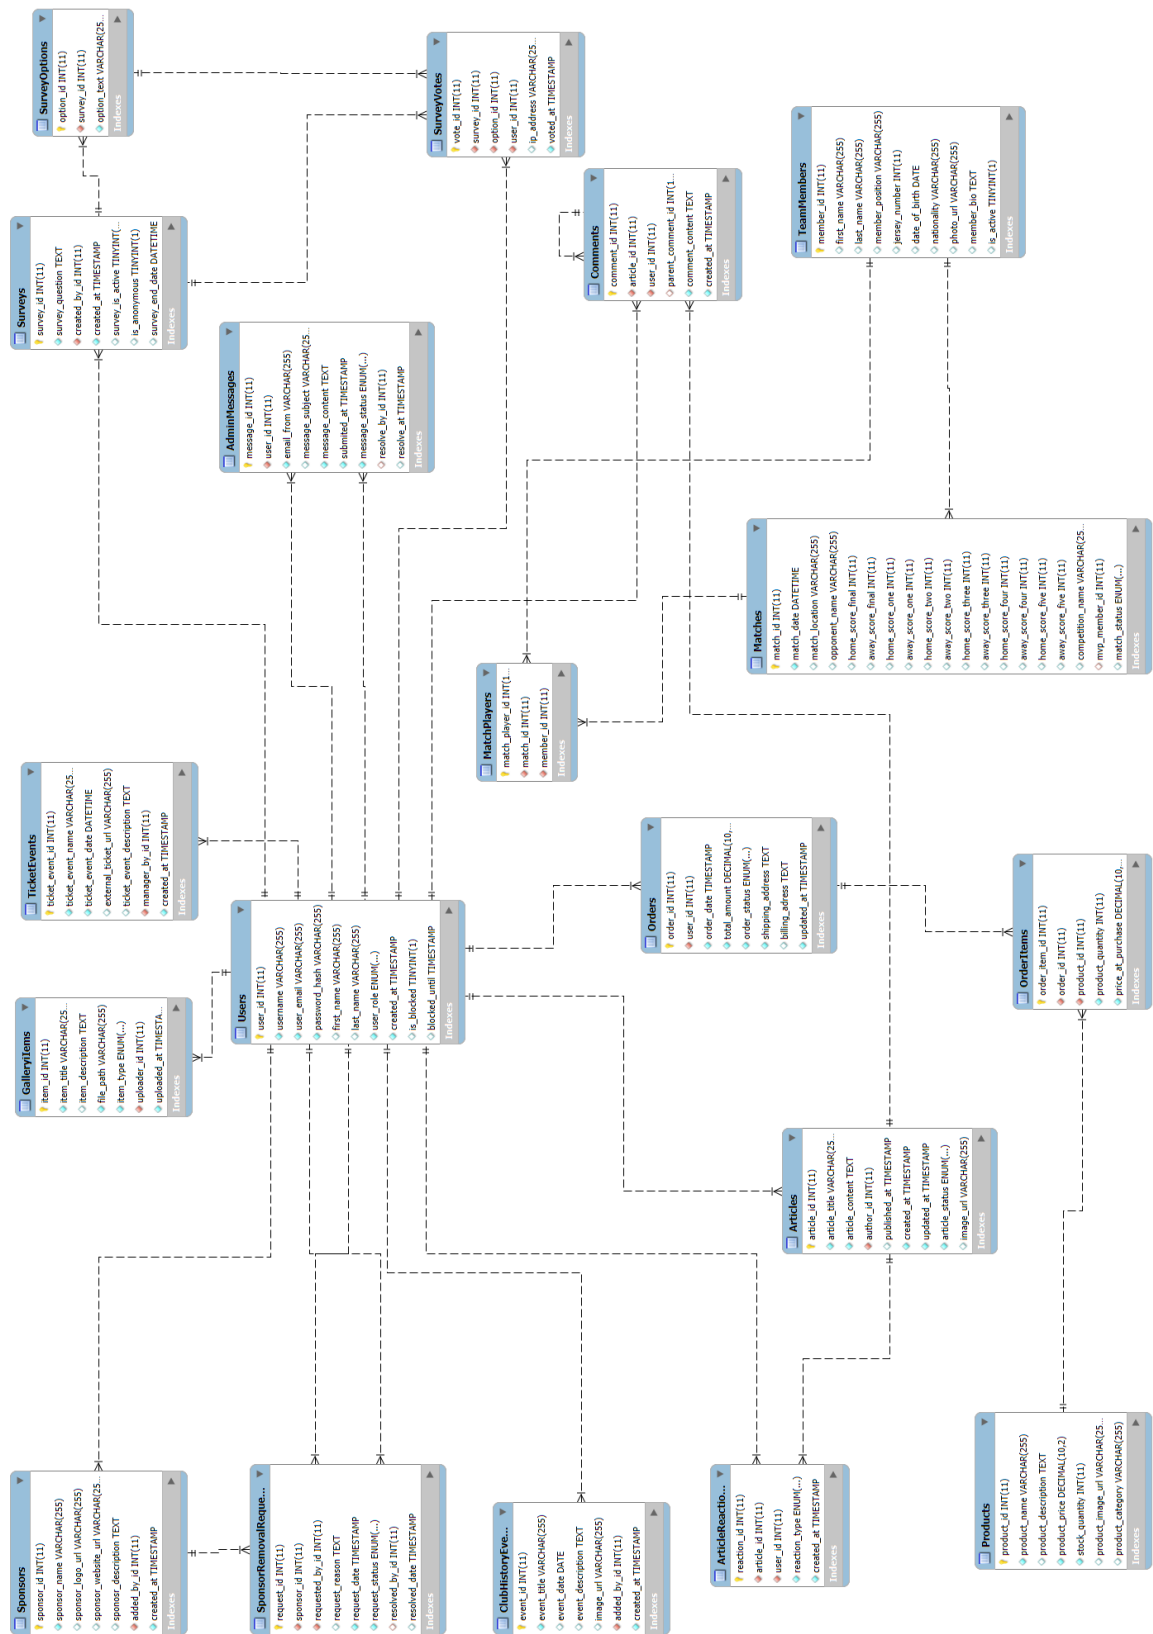 Sponsors
sponsor_id INT(11)
sponsor_name VARCHAR(255)
sponsor_logo_url VARCHAR(255)
sponsor_website_url VARCHAR(25...
sponsor_description TEXT
added_by_id INT(11)
created_at TIMESTAMP
Indexes
GalleryiIems
item_id INT(11)
item_title VARCHAR(25...
item_description TEXT
file_path VARCHAR(255)
item_type ENUM(...)
uploader_id INT(11)
uploaded_at TIMESTA...
Indexes
TicketEvents
ticket_event_id INT(11)
ticket_event_name VARCHAR(25...
ticket_event_date DATETIME
external_ticket_url VARCHAR(255)
ticket_event_description TEXT
manager_by_id INT(11)
created_at TIMESTAMP
Indexes
Surveys
survey_id INT(11)
survey_question TEXT
created_by_id INT(11)
created_at TIMESTAMP
survey_is_active TINYINT(...
is_anonymous TINYINT(1)
survey_end_date DATETIME
Indexes
SurveyOptions
option_id INT(11)
survey_id INT(11)
option_text VARCHAR(25...
Indexes
SponsorRemovalReque...
request_id INT(11)
sponsor_id INT(11)
requested_by_id INT(11)
request_reason TEXT
request_date TIMESTAMP
request_status ENUM(...)
resolved_by_id INT(11)
resolved_date TIMESTAMP
Indexes
Users
user_id INT(11)
username VARCHAR(255)
user_email VARCHAR(255)
password_hash VARCHAR(255)
first_name VARCHAR(255)
last_name VARCHAR(255)
user_role ENUM(...)
created_at TIMESTAMP
is_blocked TINYINT(1)
blocked_until TIMESTAMP
Indexes
AdminMessages
message_id INT(11)
user_id INT(11)
email_from VARCHAR(255)
message_subject VARCHAR(25...
message_content TEXT
submited_at TIMESTAMP
message_status ENUM(...)
resolve_by_id INT(11)
resolve_at TIMESTAMP
Indexes
SurveyVotes
vote_id INT(11)
survey_id INT(11)
option_id INT(11)
user_id INT(11)
ip_address VARCHAR(25...
voted_at TIMESTAMP
Indexes
ClubHistoryEve...
event_id INT(11)
event_title VARCHAR(255)
event_date DATE
event_description TEXT
image_url VARCHAR(255)
added_by_id INT(11)
created_at TIMESTAMP
Indexes
MatchPlayers
match_player_id INT(1...
match_id INT(11)
member_id INT(11)
Indexes
Comments
comment_id INT(11)
article_id INT(11)
user_id INT(11)
parent_comment_id INT(1...
comment_content TEXT
created_at TIMESTAMP
Indexes
ArticleReactio...
reaction_id INT(11)
article_id INT(11)
user_id INT(11)
reaction_type ENUM(...)
created_at TIMESTAMP
Indexes
Articles
article_id INT(11)
article_title VARCHAR(25...
article_content TEXT
author_id INT(11)
published_at TIMESTAMP
created_at TIMESTAMP
updated_at TIMESTAMP
article_status ENUM(...)
image_url VARCHAR(255)
Indexes
Orders
order_id INT(11)
user_id INT(11)
order_date TIMESTAMP
total_amount DECIMAL(10,...
order_status ENUM(...)
shipping_address TEXT
billing_adress TEXT
updated_at TIMESTAMP
Indexes
Matches
match_id INT(11)
match_date DATETIME
match_location VARCHAR(255)
opponent_name VARCHAR(255)
home_score_final INT(11)
away_score_final INT(11)
home_score_one INT(11)
away_score_one INT(11)
home_score_two INT(11)
away_score_two INT(11)
home_score_three INT(11)
away_score_three INT(11)
home_score_four INT(11)
away_score_four INT(11)
home_score_five INT(11)
away_score_five INT(11)
competition_name VARCHAR(25...
mvp_member_id INT(11)
match_status ENUM(...)
Indexes
TeamMembers
member_id INT(11)
first_name VARCHAR(255)
last_name VARCHAR(255)
member_position VARCHAR(255)
jersey_number INT(11)
date_of_birth DATE
nationality VARCHAR(255)
photo_url VARCHAR(255)
member_bio TEXT
is_active TINYINT(1)
Indexes
Products
product_id INT(11)
product_name VARCHAR(255)
product_description TEXT
product_price DECIMAL(10,2)
stock_quantity INT(11)
product_image_url VARCHAR(25...
product_category VARCHAR(255)
Indexes
OrderItems
order_item_id INT(11)
order_id INT(11)
product_id INT(11)
product_quantity INT(11)
price_at_purchase DECIMAL(10,...
Indexes